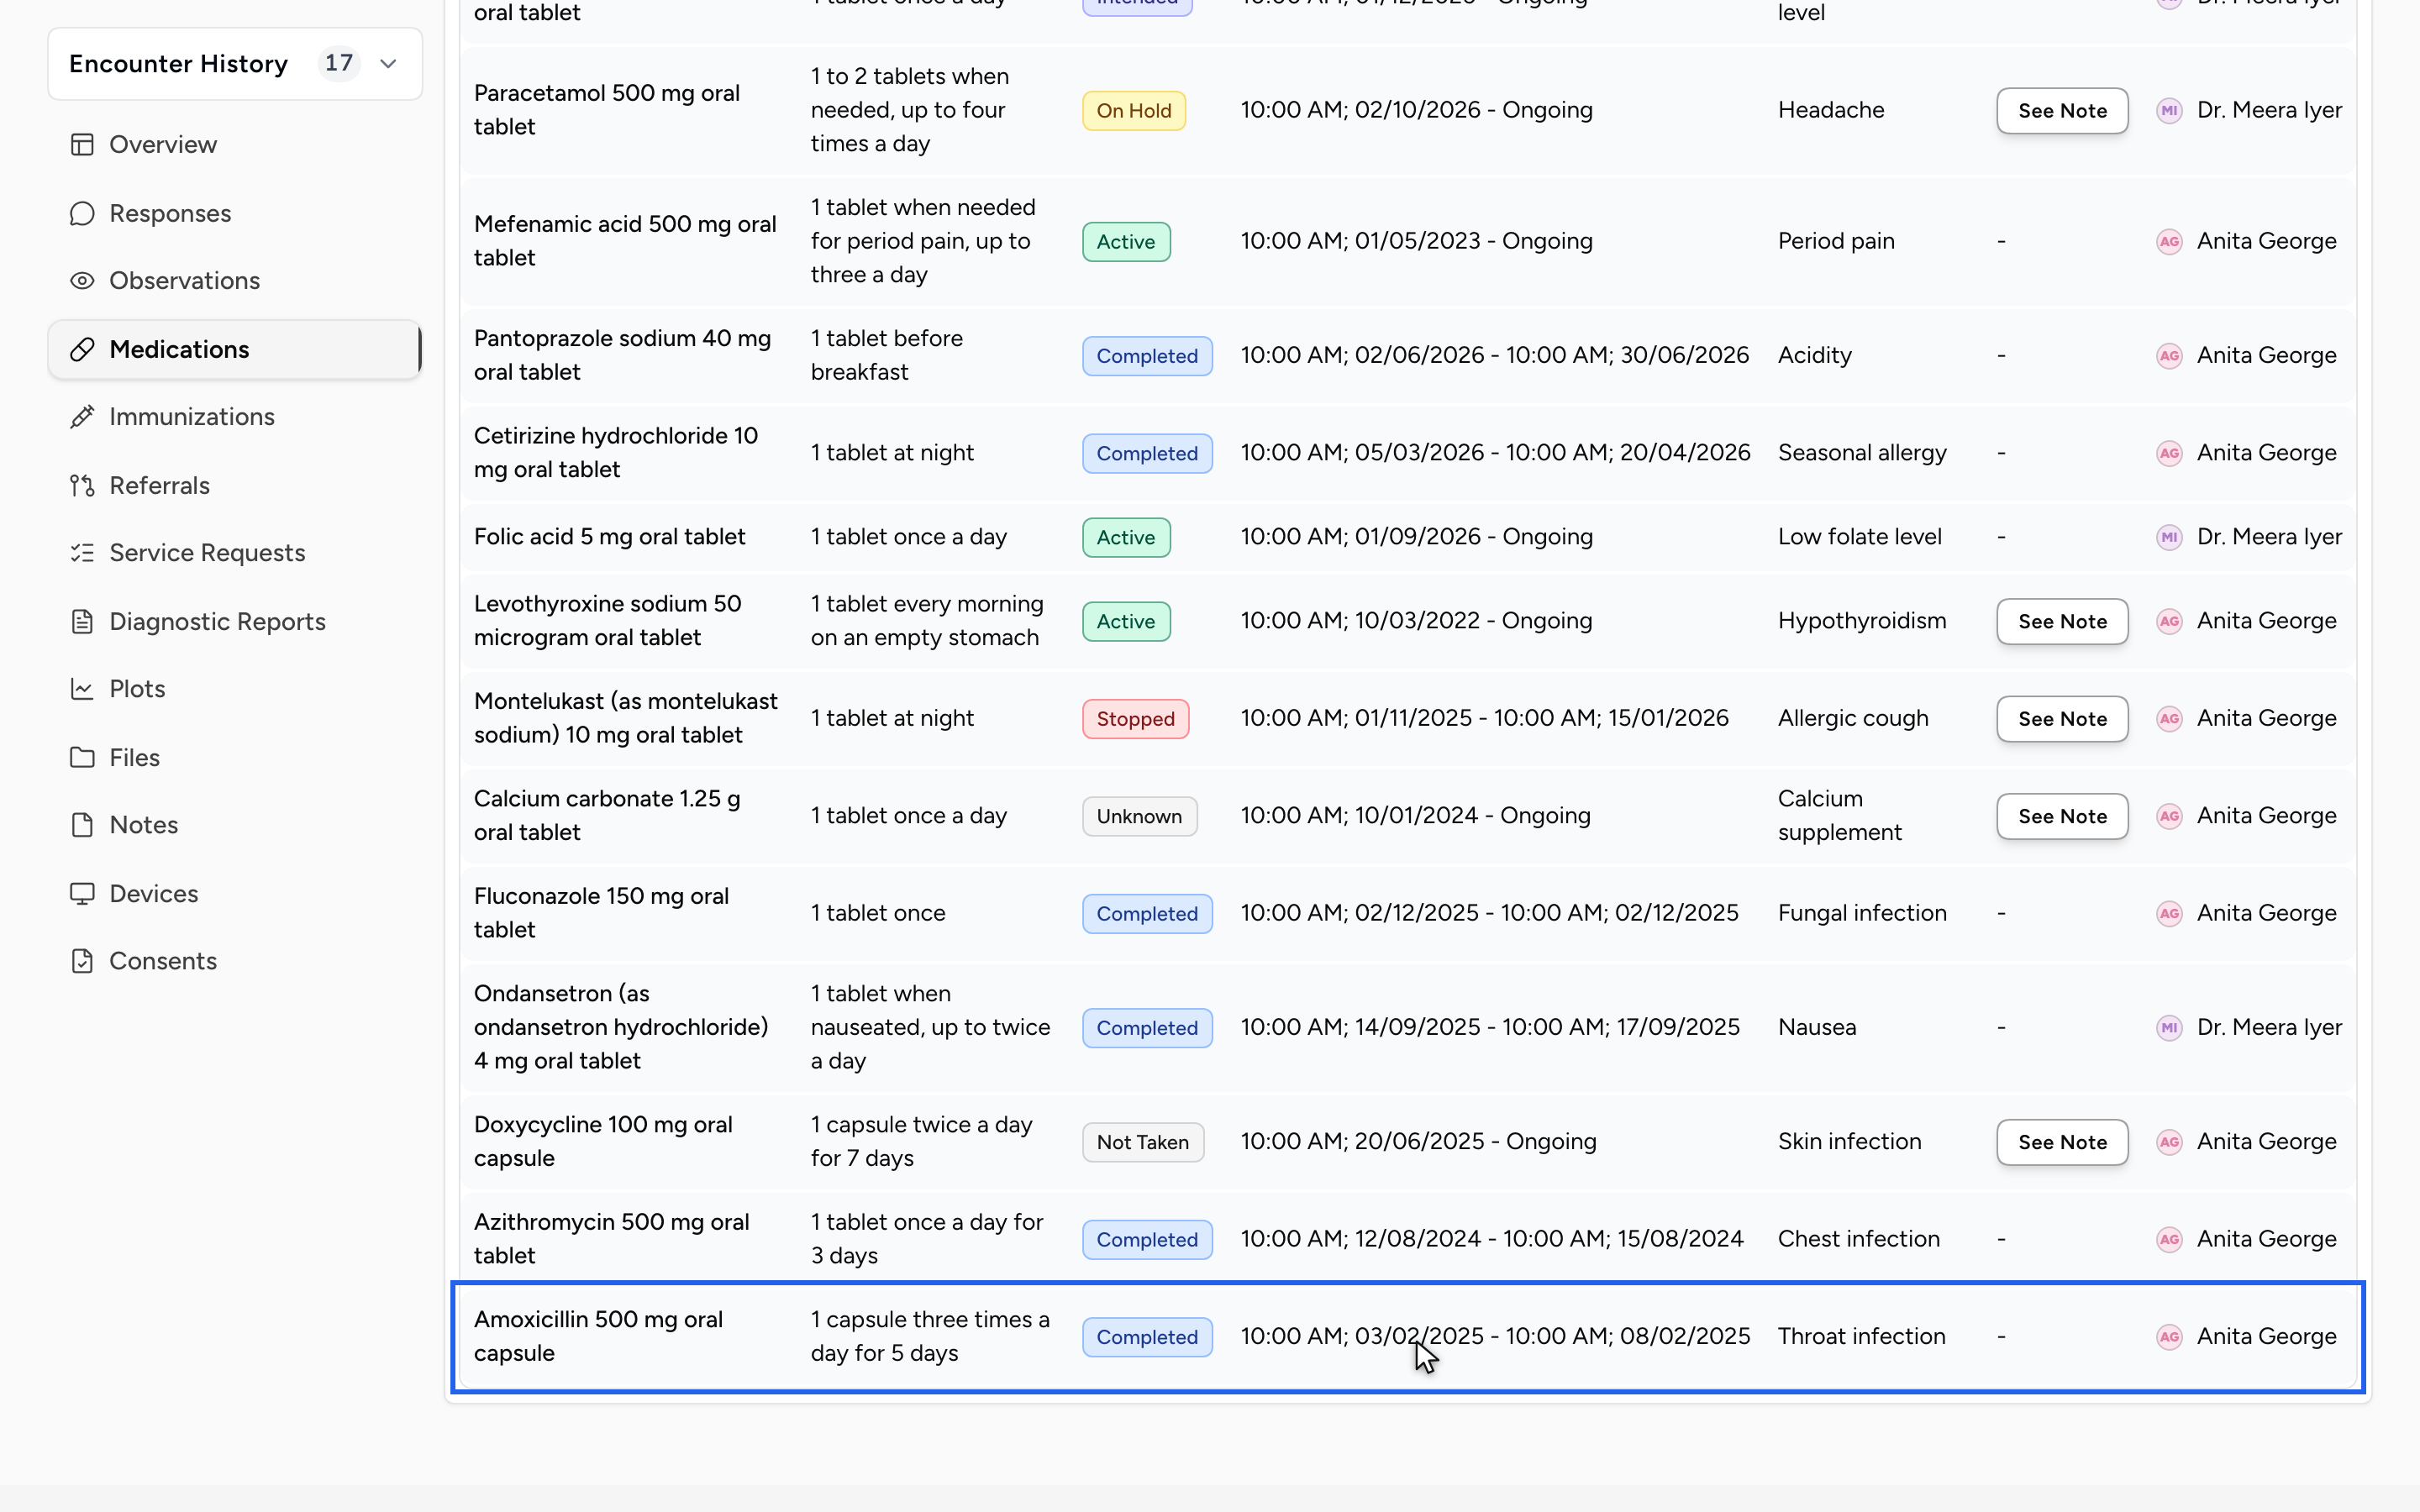 Encounter History 17
Overview
Responses
Observations
Medications
Immunizations
Referrals
Service Requests
Diagnostic Reports
Plots
Files
Notes
Devices
Consents
oral tablet
level
Paracetamol 500 mg oral
tablet
1 to 2 tablets when
needed, up to four
times a day
On Hold
10:00 AM; 02/10/2026 - Ongoing
Headache
See Note
MI Dr. Meera Iyer
Mefenamic acid 500 mg oral
tablet
1 tablet when needed
for period pain, up to
three a day
Active
10:00 AM; 01/05/2023 - Ongoing
Period pain
-
AG Anita George
Pantoprazole sodium 40 mg
oral tablet
1 tablet before
breakfast
Completed
10:00 AM; 02/06/2026 - 10:00 AM; 30/06/2026
Acidity
-
AG Anita George
Cetirizine hydrochloride 10
mg oral tablet
1 tablet at night
Completed
10:00 AM; 05/03/2026 - 10:00 AM; 20/04/2026
Seasonal allergy
-
AG Anita George
Folic acid 5 mg oral tablet
1 tablet once a day
Active
10:00 AM; 01/09/2026 - Ongoing
Low folate level
-
MI Dr. Meera Iyer
Levothyroxine sodium 50
microgram oral tablet
1 tablet every morning
on an empty stomach
Active
10:00 AM; 10/03/2022 - Ongoing
Hypothyroidism
See Note
AG Anita George
Montelukast (as montelukast
sodium) 10 mg oral tablet
1 tablet at night
Stopped
10:00 AM; 01/11/2025 - 10:00 AM; 15/01/2026
Allergic cough
See Note
AG Anita George
Calcium carbonate 1.25 g
oral tablet
1 tablet once a day
Unknown
10:00 AM; 10/01/2024 - Ongoing
Calcium
supplement
See Note
AG Anita George
Fluconazole 150 mg oral
tablet
1 tablet once
Completed
10:00 AM; 02/12/2025 - 10:00 AM; 02/12/2025
Fungal infection
-
AG Anita George
Ondansetron (as
ondansetron hydrochloride)
4 mg oral tablet
1 tablet when
nauseated, up to twice
a day
Completed
10:00 AM; 14/09/2025 - 10:00 AM; 17/09/2025
Nausea
-
MI Dr. Meera Iyer
Doxycycline 100 mg oral
capsule
1 capsule twice a day
for 7 days
Not Taken
10:00 AM; 20/06/2025 - Ongoing
Skin infection
See Note
AG Anita George
Azithromycin 500 mg oral
tablet
1 tablet once a day for
3 days
Completed
10:00 AM; 12/08/2024 - 10:00 AM; 15/08/2024
Chest infection
-
AG Anita George
Amoxicillin 500 mg oral
capsule
1 capsule three times a
day for 5 days
Completed
10:00 AM; 03/02/2025 - 10:00 AM; 08/02/2025
Throat infection
-
AG Anita George